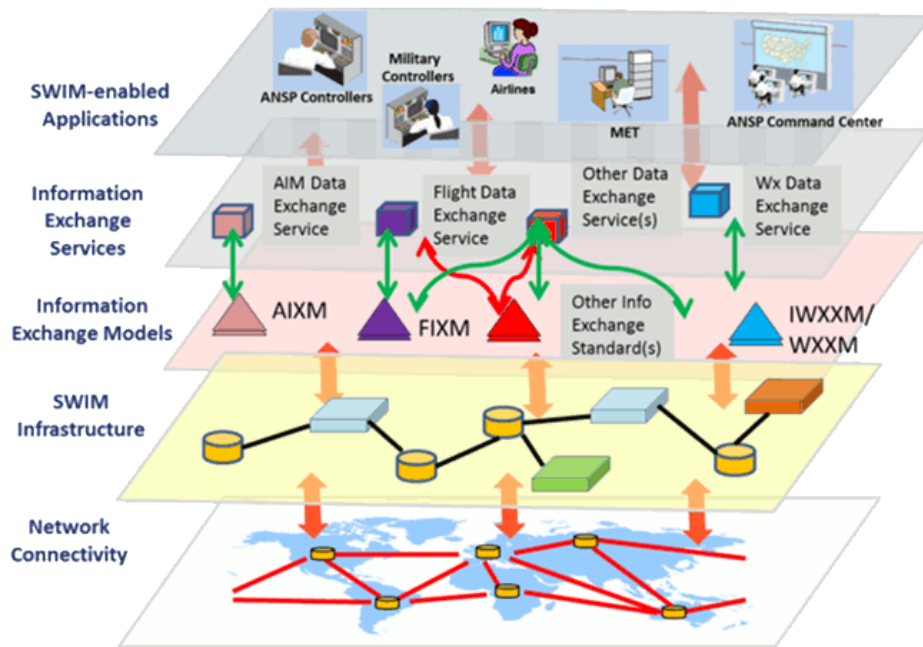 SWIM-enabled
Applications
ANSP Controllers
Military
Controllers
Airlines
MET
ANSP Command Center
Information
Exchange
Services
AIM Data
Exchange
Service
Flight Data
Exchange
Service
Other Data
Exchange
Service(s)
Wx Data
Exchange
Service
Information
Exchange Models
AIXM
FIXM
Other Info
Exchange
Standard(s)
IWXXM/
WXXM
SWIM
Infrastructure
Network
Connectivity